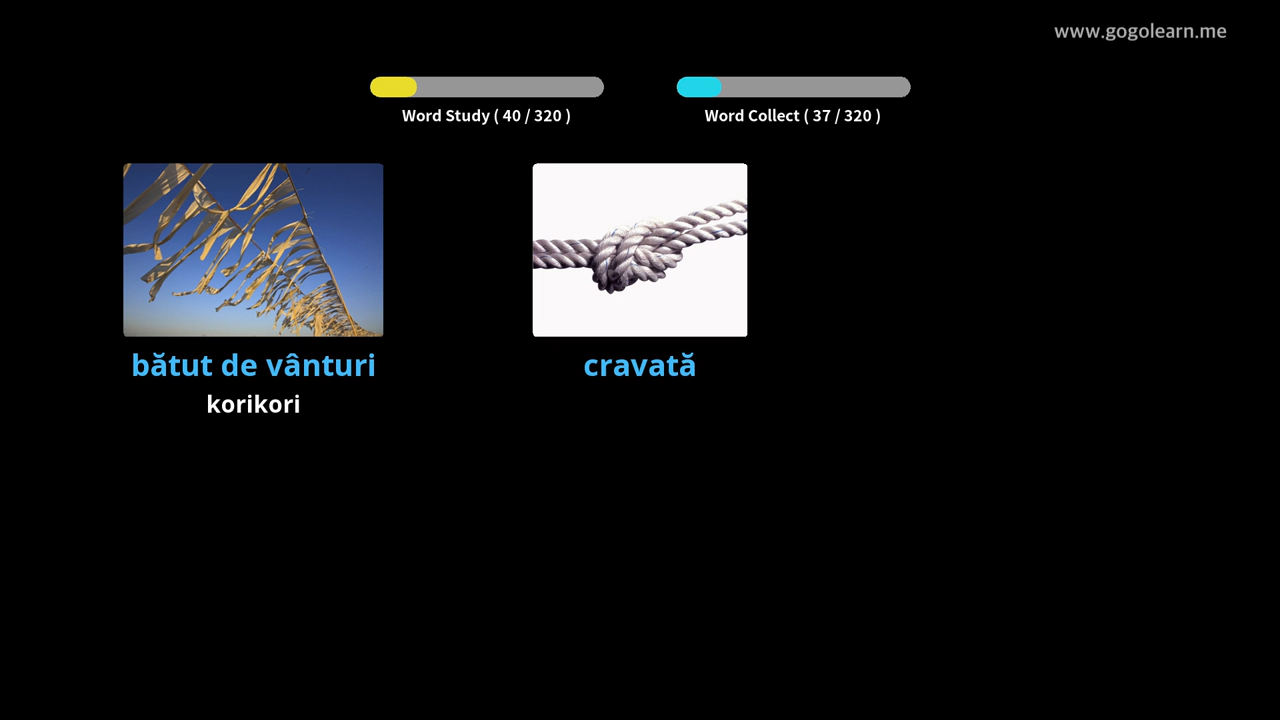 www.gogolearn.me
Word Study ( 40 / 320 )
Word Collect ( 37 / 320 )
bătut de vânturi
korikori
cravată